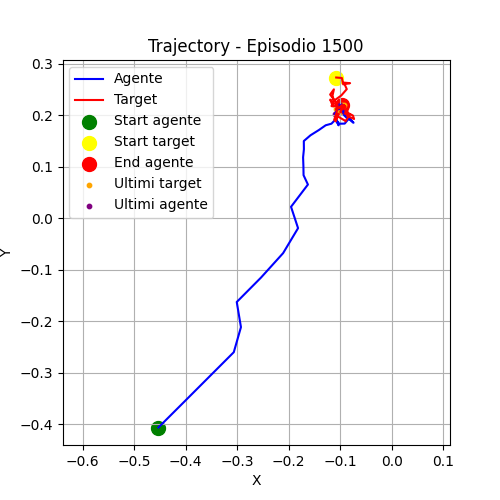 Trajectory - Episodio 1500
Agente
Target
Start agente
Start target
End agente
Ultimi target
Ultimi agente
0.3
0.2
0.1
0.0
−0.1
−0.2
−0.3
−0.4
Y
−0.6
−0.5
−0.4
−0.3
−0.2
−0.1
0.0
0.1
X